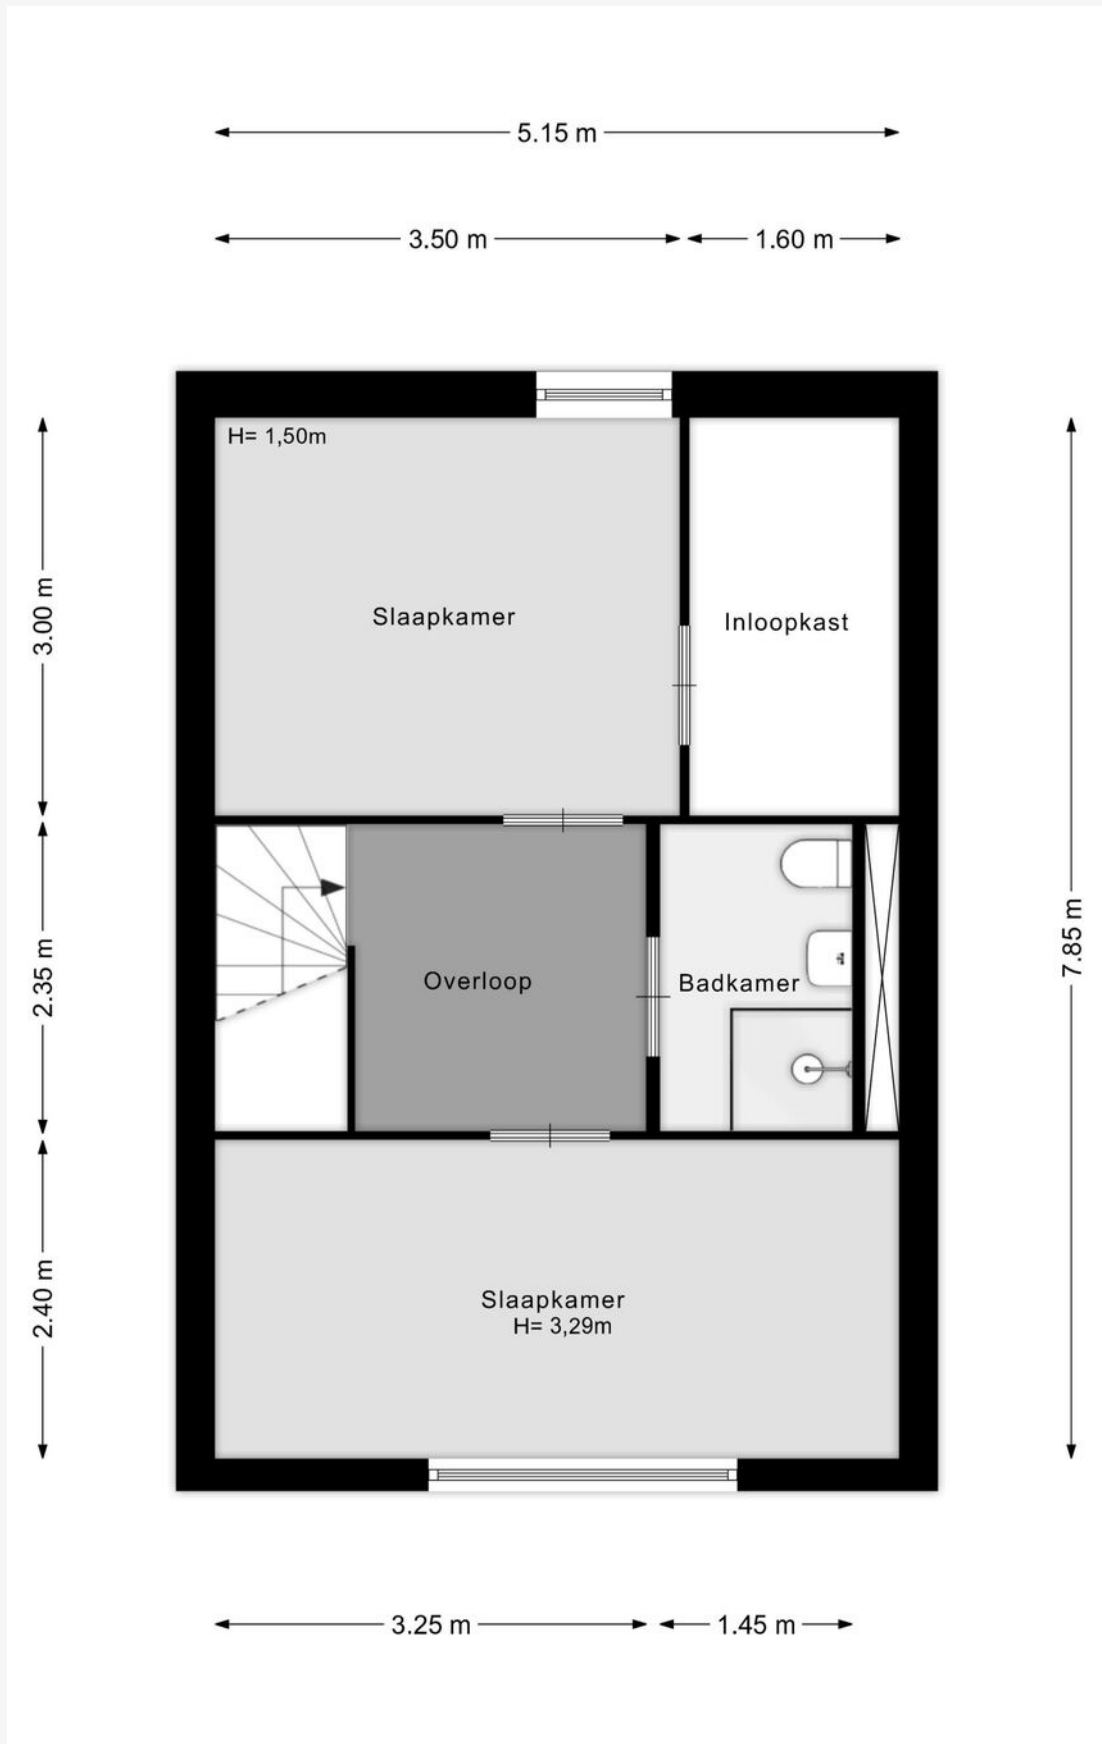 5.15 m
3.50 m
1.60 m
H= 1,50m
3.00 m
Slaapkamer
Inloopkast
7.85 m
2.35 m
Overloop
Badkamer
2.40 m
Slaapkamer
H= 3,29m
3.25 m
1.45 m